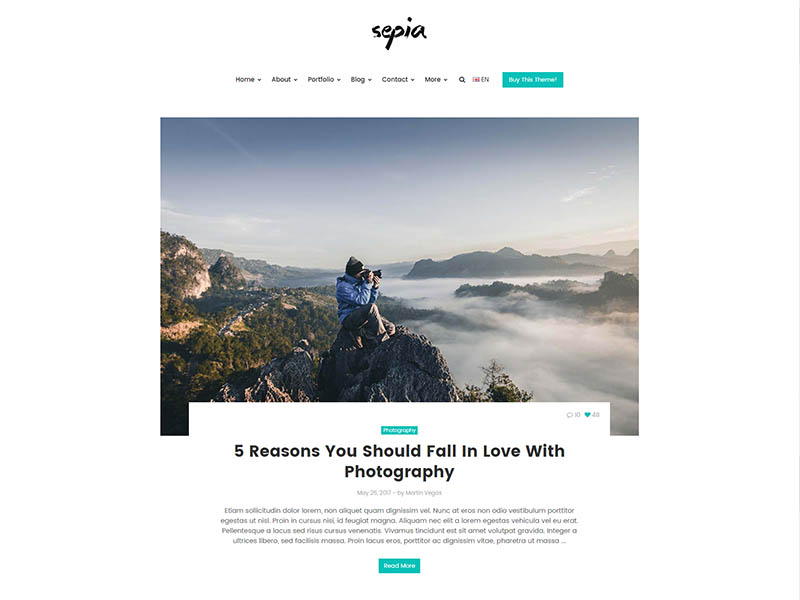 sepia
Home About Portfolio Blog Contact More EN Buy This Theme!
10 48
Photography
5 Reasons You Should Fall In Love With
Photography
May 25, 2017 - by Martin Vegas
Etiam sollicitudin dolor lorem, non aliquet quam dignissim vel. Nunc at eros non odio vestibulum porttitor
egestas ut nisl. Proin in cursus nisi, id feugiat magna. Aliquam nec elit a lorem egestas vehicula vel eu erat.
Pellentesque a lacus sed risus cursus venenatis. Vivamus tincidunt est sit amet volutpat gravida. Integer a
ultrices libero, sed facilisis massa. Proin lacus eros, porttitor ac dignissim vitae, pharetra ut massa ...
Read More